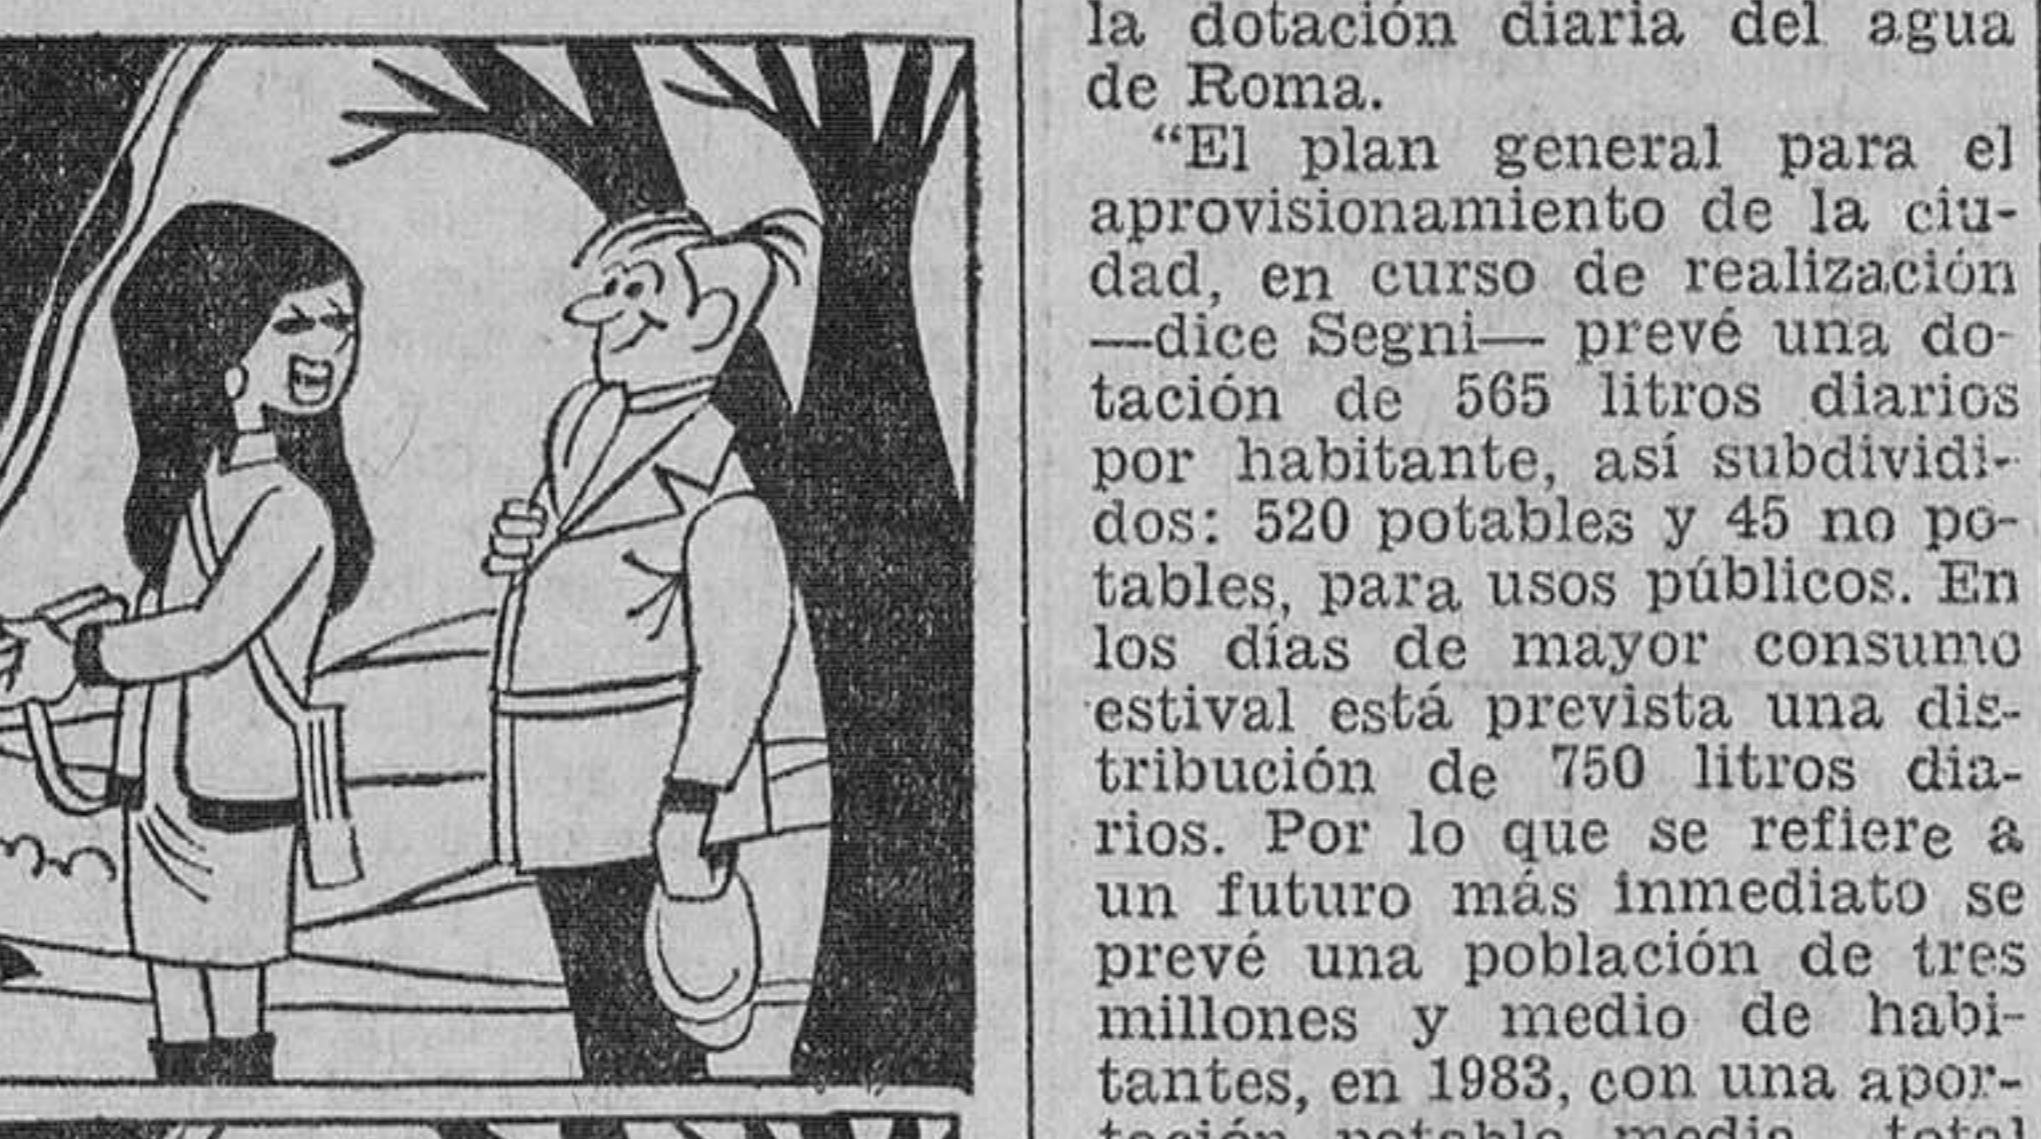 la dotación diaria del agua
de Roma.
“El plan general para el
aprovisionamiento de la ciu-
dad, en curso de realización
—dice Segni— prevé una do-
tación de 565 litros diarios
por habitante, así subdividi-
dos: 520 potables y 45 no po-
tables, para usos públicos. En
los días de mayor consumo
estival está prevista una dis-
tribución de 750 litros dia-
rios. Por lo que se refiere a
un futuro más inmediato se
prevé una población de tres
millones y medio de habi-
tantes, en 1983, con una apor-
tación potable media total